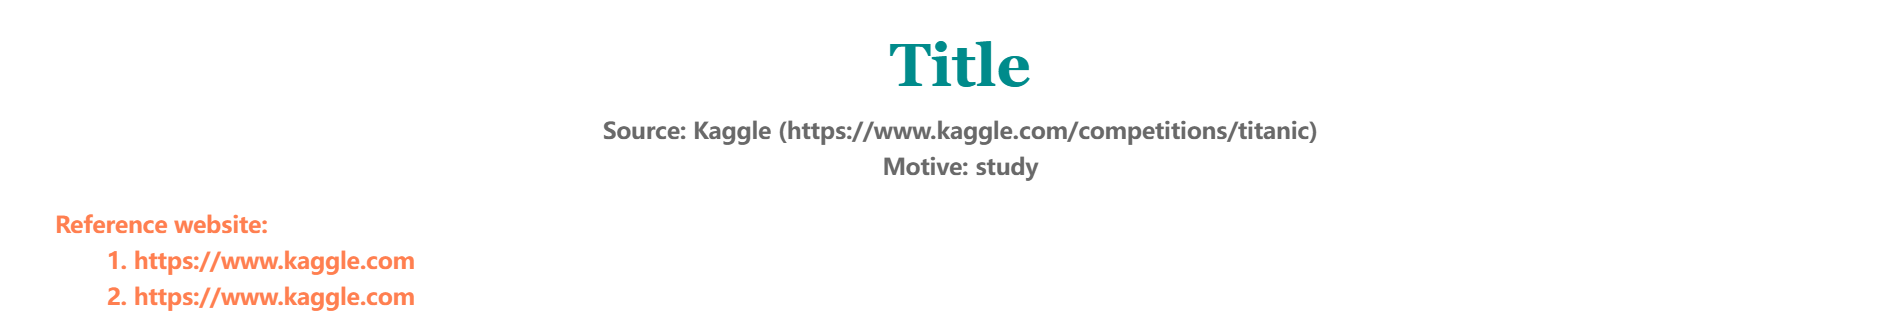 Title
Source: Kaggle (https://www.kaggle.com/competitions/titanic)
Motive: study
Reference website:
1. https://www.kaggle.com
2. https://www.kaggle.com